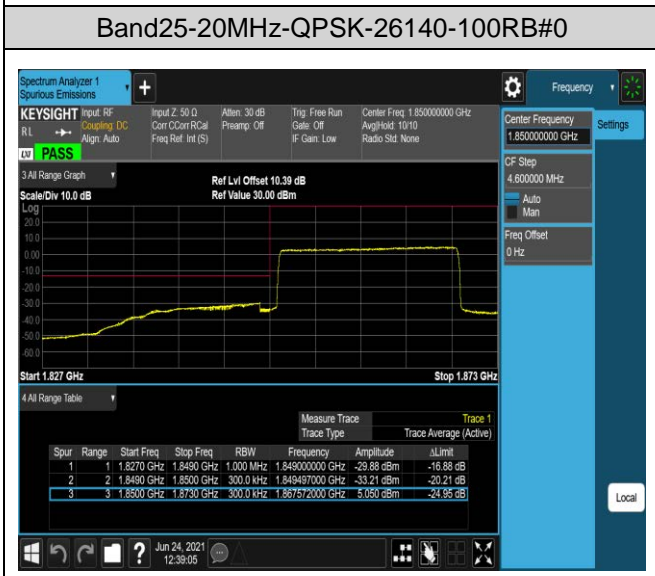 Band25-20MHz-QPSK-26140-100RB#0
Spectrum Analyzer 1
Spurious Emissions
Frequency
KEYSIGHT Input: RF Input Z: 50 Ω Atten: 30 dB Trig: Free Run Center Freq: 1.850000000 GHz
RL Coupling: DC Corr CCorr RCal Preamp: Off Gate: Off Avg|Hold: 10/10
Align: Auto Freq Ref: Int (S) IF Gain: Low Radio Std: None
LXI PASS
Center Frequency
1.850000000 GHz
Settings
CF Step
4.600000 MHz
Auto
Man
Freq Offset
0 Hz
3 All Range Graph
Ref Lvl Offset 10.39 dB
Scale/Div 10.0 dB Ref Value 30.00 dBm
Log
20.0
10.0
0.00
-10.0
-20.0
-30.0
-40.0
-50.0
-60.0
Start 1.827 GHz Stop 1.873 GHz
4 All Range Table
Measure Trace Trace 1
Trace Type Trace Average (Active)
Spur Range Start Freq Stop Freq RBW Frequency Amplitude ΔLimit
1 1 1.8270 GHz 1.8490 GHz 1.000 MHz 1.849000000 GHz -29.88 dBm -16.88 dB
2 2 1.8490 GHz 1.8500 GHz 300.0 kHz 1.849497000 GHz -33.21 dBm -20.21 dB
3 3 1.8500 GHz 1.8730 GHz 300.0 kHz 1.867572000 GHz 5.050 dBm -24.95 dB
Local
Jun 24, 2021
12:39:05